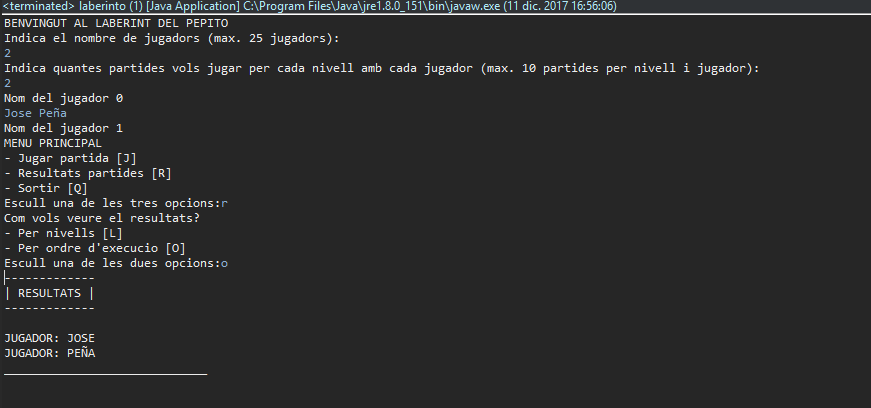 <terminated> laberinto (1) [Java Application] C:\Program Files\Java\jre1.8.0_151\bin\javaw.exe (11 dic. 2017 16:56:06)
BENVINGUT AL LABERINT DEL PEPITO
Indica el nombre de jugadors (max. 25 jugadors):
2
Indica quantes partides vols jugar per cada nivell amb cada jugador (max. 10 partides per nivell i jugador):
2
Nom del jugador 0
Jose Peña
Nom del jugador 1
MENU PRINCIPAL
- Jugar partida [J]
- Resultats partides [R]
- Sortir [Q]
Escull una de les tres opcions:r
Com vols veure el resultats?
- Per nivells [L]
- Per ordre d'execucio [O]
Escull una de les dues opcions:o
-------------
| RESULTATS |
-------------
JUGADOR: JOSE
JUGADOR: PEÑA
_____________________________